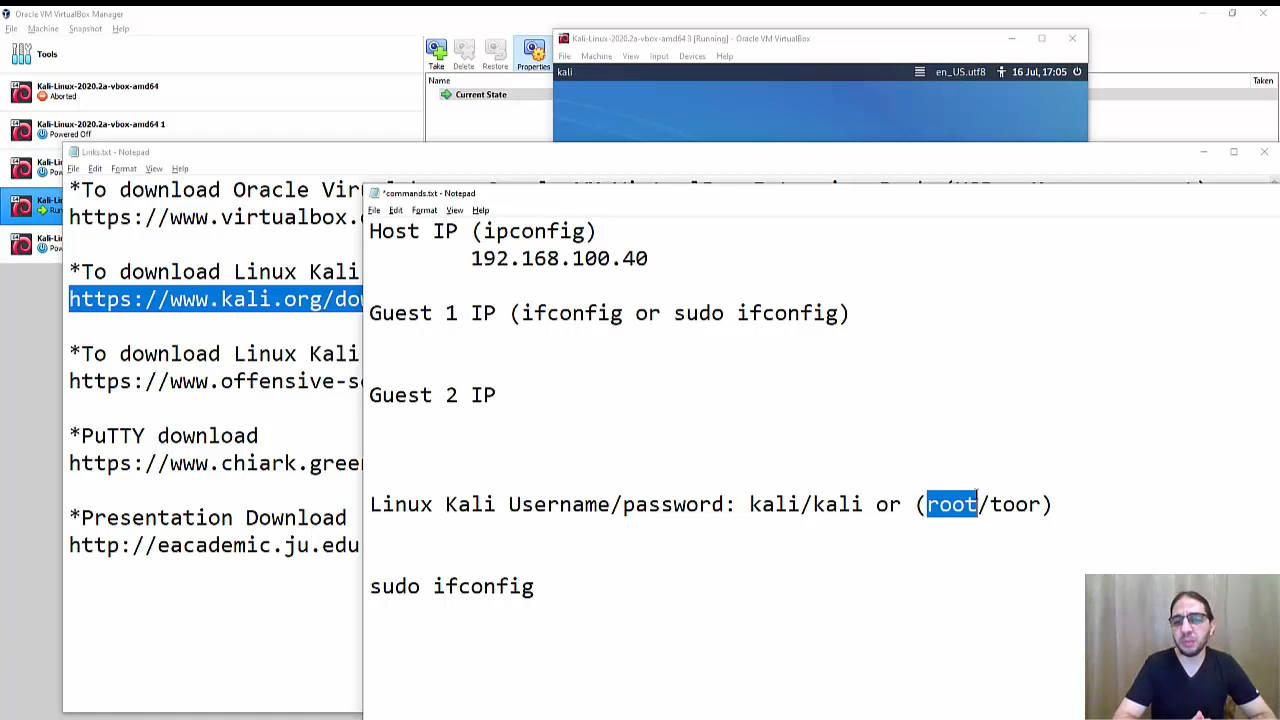 Oracle VM VirtualBox Manager
File Machine Snapshot Help
Tools
Take Delete Restore Properties
Name Taken
Current State
Kali-Linux-2020.2a-vbox-amd64
Aborted
Kali-Linux-2020.2a-vbox-amd64 1
Powered Off
Kali-Linux-2020.2a-vbox-amd64 3 [Running] - Oracle VM VirtualBox
File Machine View Input Devices Help
kali en_US.utf8 16 Jul, 17:05
Links.txt - Notepad
File Edit Format View Help
*To download Oracle
https://www.virtualbox.
*To download Linux Kali
https://www.kali.org/do
*To download Linux Kali
https://www.offensive-s
*PuTTY download
https://www.chiark.gree
*Presentation Download
http://eacademic.ju.edu
*commands.txt - Notepad
File Edit Format View Help
Host IP (ipconfig)
192.168.100.40
Guest 1 IP (ifconfig or sudo ifconfig)
Guest 2 IP
Linux Kali Username/password: kali/kali or (root/toor)
sudo ifconfig